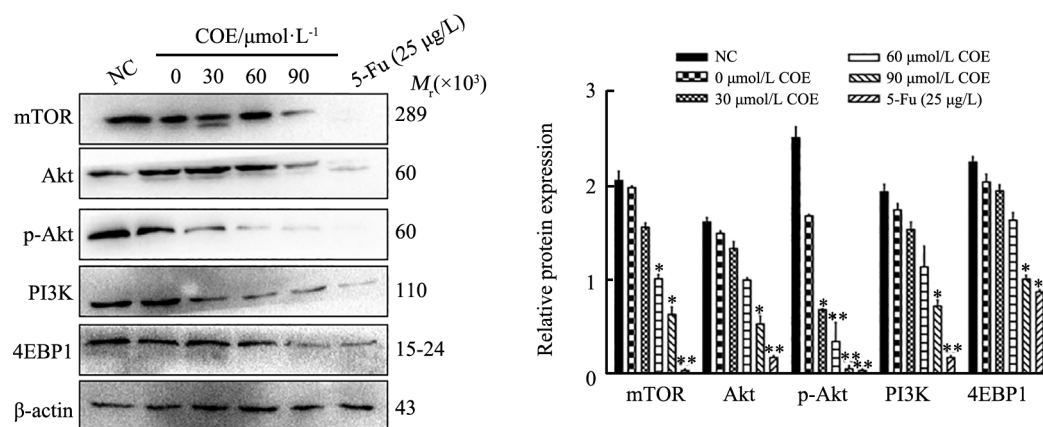 COE/μmol·L⁻¹
NC 0 30 60 90 5-Fu (25 μg/L)
Mr(×10³)
mTOR 289
Akt 60
p-Akt 60
PI3K 110
4EBP1 15-24
β-actin 43
NC
0 μmol/L COE
30 μmol/L COE
60 μmol/L COE
90 μmol/L COE
5-Fu (25 μg/L)
Relative protein expression
3
2
1
0
* * **
* **
* ** ** **
* **
* *
mTOR Akt p-Akt PI3K 4EBP1